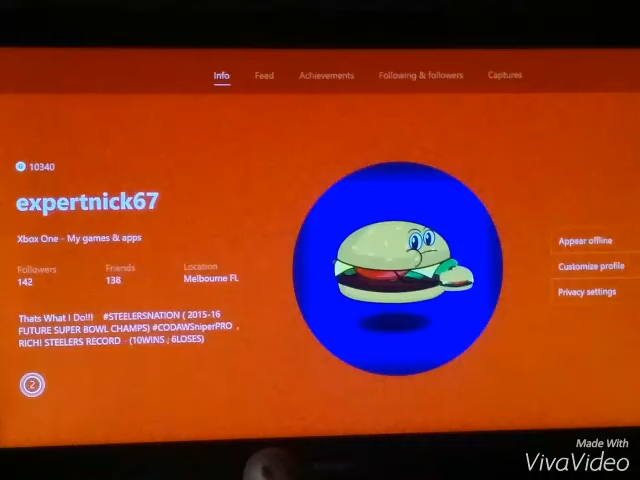 Info Feed Achievements Following & followers Captures
10340
expertnick67
Xbox One - My games & apps
Followers Friends Location
142 138 Melbourne FL
Thats What I Do!!! #STEELERSNATION ( 2015-16
FUTURE SUPER BOWL CHAMPS) #CODAWSniperPRO ,
RICH! STEELERS RECORD - (10WINS , 6LOSES)
2
Appear offline
Customize profile
Privacy settings
Made With
VivaVideo